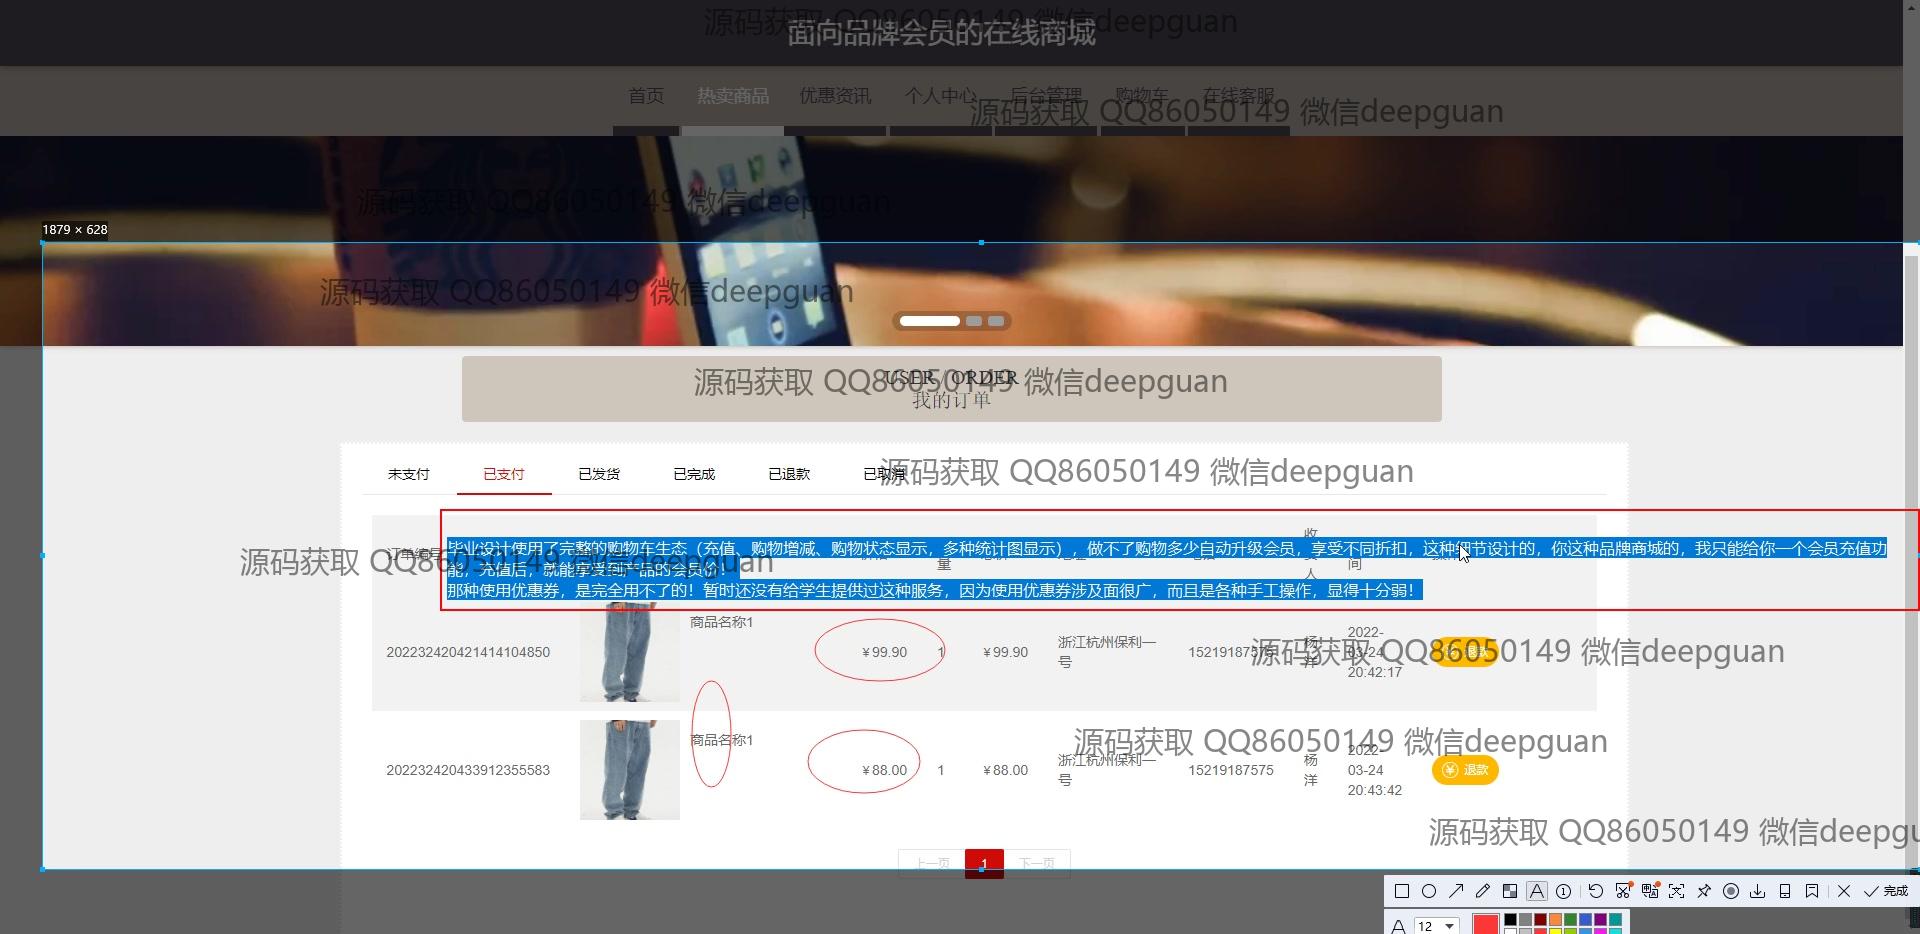 源码获取 QQ86050149 微信deepguan
面向品牌会员的在线商城
首页 热卖商品 优惠资讯 个人中心 后台管理 购物车 在线客服
源码获取 QQ86050149 微信deepguan
源码获取 QQ86050149 微信deepguan
1879 × 628
源码获取 QQ86050149 微信deepguan
USER / ORDER
源码获取 QQ86050149 微信deepguan
我的订单
未支付 已支付 已发货 已完成 已退款 已取消
源码获取 QQ86050149 微信deepguan
订单编号
收
毕业设计使用了完整的购物车生态（充值、购物增减、购物状态显示，多种统计图显示），做不了购物多少自动升级会员，享受不同折扣，这种细节设计的，你这种品牌商城的，我只能给你一个会员充值功
能，充值后，就能享受到产品的会员价！
源码获取 QQ86050149 微信deepguan
量 人 间
那种使用优惠券，是完全用不了的！暂时还没有给学生提供过这种服务，因为使用优惠券涉及面很广，而且是各种手工操作，显得十分弱！
商品名称1
202232420421414104850 ￥99.90 1 ￥99.90 浙江杭州保利一号 15219187575 杨洋 2022-03-24 20:42:17 退款
源码获取 QQ86050149 微信deepguan
商品名称1
源码获取 QQ86050149 微信deepguan
202232420433912355583 ￥88.00 1 ￥88.00 浙江杭州保利一号 15219187575 杨洋 2022-03-24 20:43:42 退款
源码获取 QQ86050149 微信deepgu
上一页 1 下一页
完成
A 12